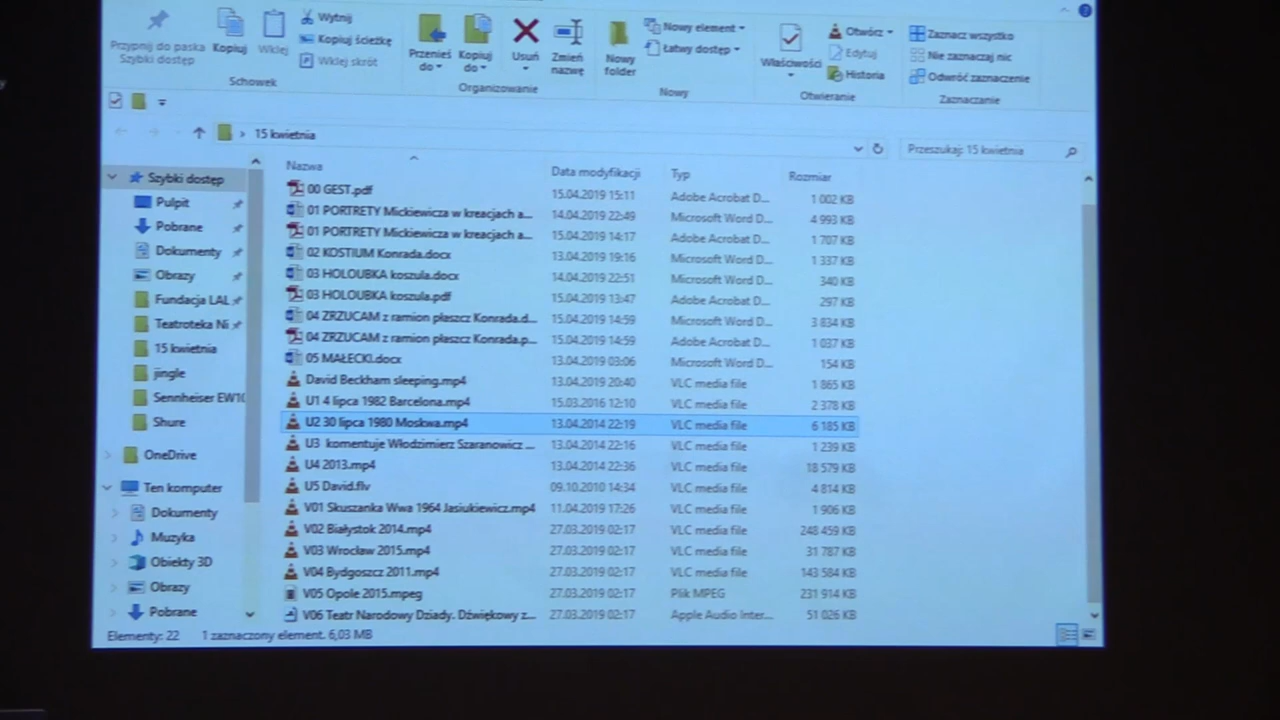 Przypnij do paska Szybki dostęp
Kopiuj
Wklej
Wytnij
Kopiuj ścieżkę
Wklej skrót
Schowek
Przenieś do
Kopiuj do
Usuń
Zmień nazwę
Organizowanie
Nowy folder
Nowy element
Łatwy dostęp
Nowy
Właściwości
Otwórz
Edytuj
Historia
Otwieranie
Zaznacz wszystko
Nie zaznaczaj nic
Odwróć zaznaczenie
Zaznaczanie
15 kwietnia
Przeszukaj: 15 kwietnia
Szybki dostęp
Pulpit
Pobrane
Dokumenty
Obrazy
Fundacja LAL
Teatroteka Ni
15 kwietnia
jingle
Sennheiser EW10
Shure
OneDrive
Ten komputer
Dokumenty
Muzyka
Obiekty 3D
Obrazy
Pobrane
Nazwa Data modyfikacji Typ Rozmiar
00 GEST.pdf 15.04.2019 15:11 Adobe Acrobat D... 1 002 KB
01 PORTRETY Mickiewicza w kreacjach a... 14.04.2019 22:49 Microsoft Word D... 4 993 KB
01 PORTRETY Mickiewicza w kreacjach a... 15.04.2019 14:17 Adobe Acrobat D... 1 707 KB
02 KOSTIUM Konrada.docx 13.04.2019 19:16 Microsoft Word D... 1 337 KB
03 HOLOUBKA koszula.docx 14.04.2019 22:51 Microsoft Word D... 340 KB
03 HOLOUBKA koszula.pdf 15.04.2019 13:47 Adobe Acrobat D... 297 KB
04 ZRZUCAM z ramion płaszcz Konrada.d... 15.04.2019 14:59 Microsoft Word D... 3 834 KB
04 ZRZUCAM z ramion płaszcz Konrada.p... 15.04.2019 14:59 Adobe Acrobat D... 1 037 KB
05 MAŁECKI.docx 13.04.2019 03:06 Microsoft Word D... 154 KB
David Beckham sleeping.mp4 13.04.2019 20:40 VLC media file 1 865 KB
U1 4 lipca 1982 Barcelona.mp4 15.03.2016 12:10 VLC media file 2 378 KB
U2 30 lipca 1980 Moskwa.mp4 13.04.2014 22:19 VLC media file 6 185 KB
U3 komentuje Włodzimierz Szaranowicz ... 13.04.2014 22:16 VLC media file 1 239 KB
U4 2013.mp4 13.04.2014 22:36 VLC media file 18 579 KB
U5 David.flv 09.10.2010 14:34 VLC media file 4 814 KB
V01 Skuszanka Wwa 1964 Jasiukiewicz.mp4 11.04.2019 17:26 VLC media file 1 906 KB
V02 Białystok 2014.mp4 27.03.2019 02:17 VLC media file 248 459 KB
V03 Wrocław 2015.mp4 27.03.2019 02:17 VLC media file 31 787 KB
V04 Bydgoszcz 2011.mp4 27.03.2019 02:17 VLC media file 143 584 KB
V05 Opole 2015.mpeg 27.03.2019 02:17 Plik MPEG 231 914 KB
V06 Teatr Narodowy Dziady. Dźwiękowy z... 27.03.2019 02:17 Apple Audio Inter... 51 026 KB
Elementy: 22 1 zaznaczony element. 6,03 MB